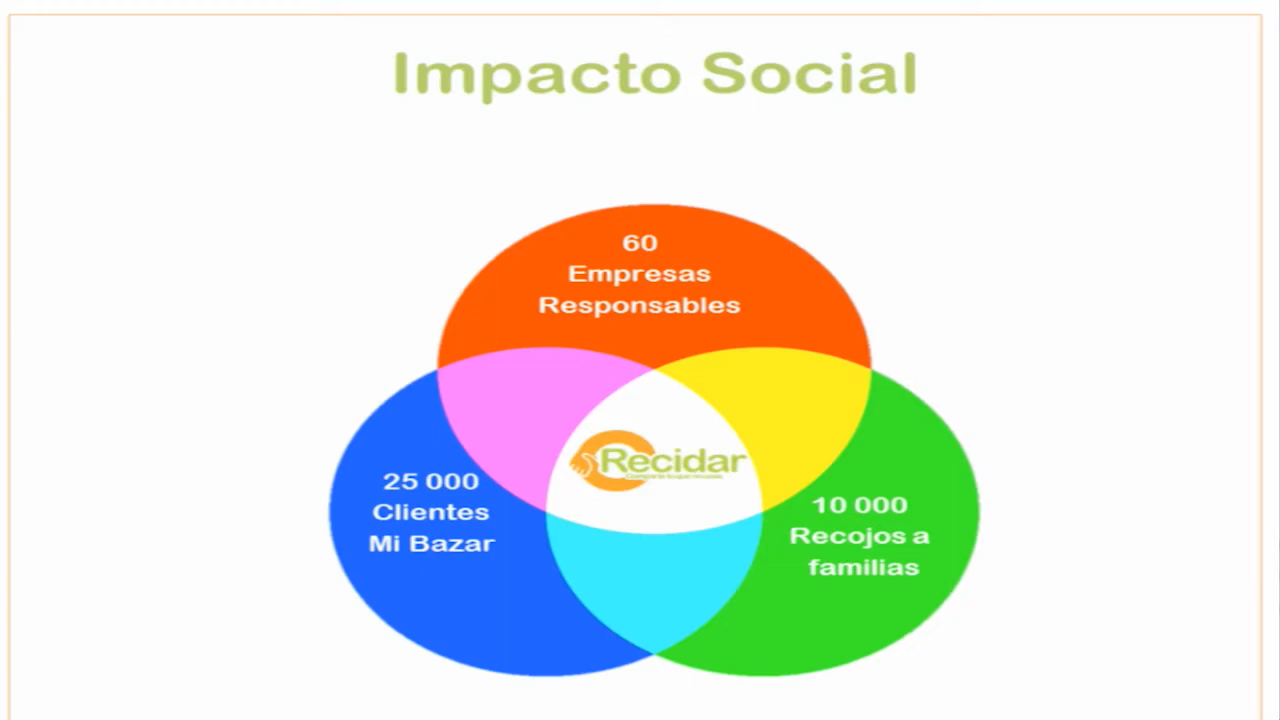 Impacto Social
60
Empresas
Responsables
Recidar
25 000
Clientes
Mi Bazar
10 000
Recojos a
familias